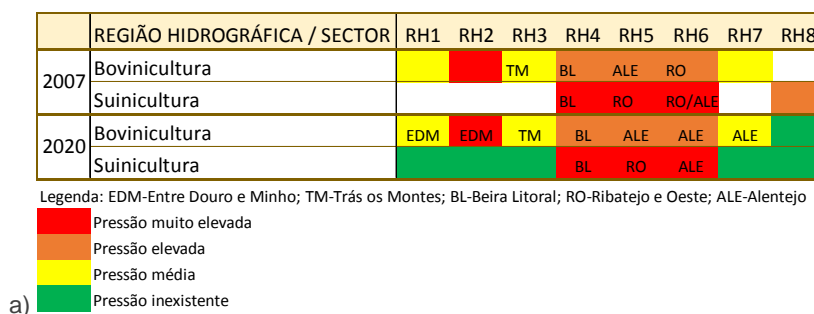 REGIÃO HIDROGRÁFICA / SECTOR RH1 RH2 RH3 RH4 RH5 RH6 RH7 RH8
2007 Bovinicultura TM BL ALE RO
Suinicultura BL RO RO/ALE
2020 Bovinicultura EDM EDM TM BL ALE ALE ALE
Suinicultura BL RO ALE
Legenda: EDM-Entre Douro e Minho; TM-Trás os Montes; BL-Beira Litoral; RO-Ribatejo e Oeste; ALE-Alentejo
Pressão muito elevada
Pressão elevada
Pressão média
a) Pressão inexistente